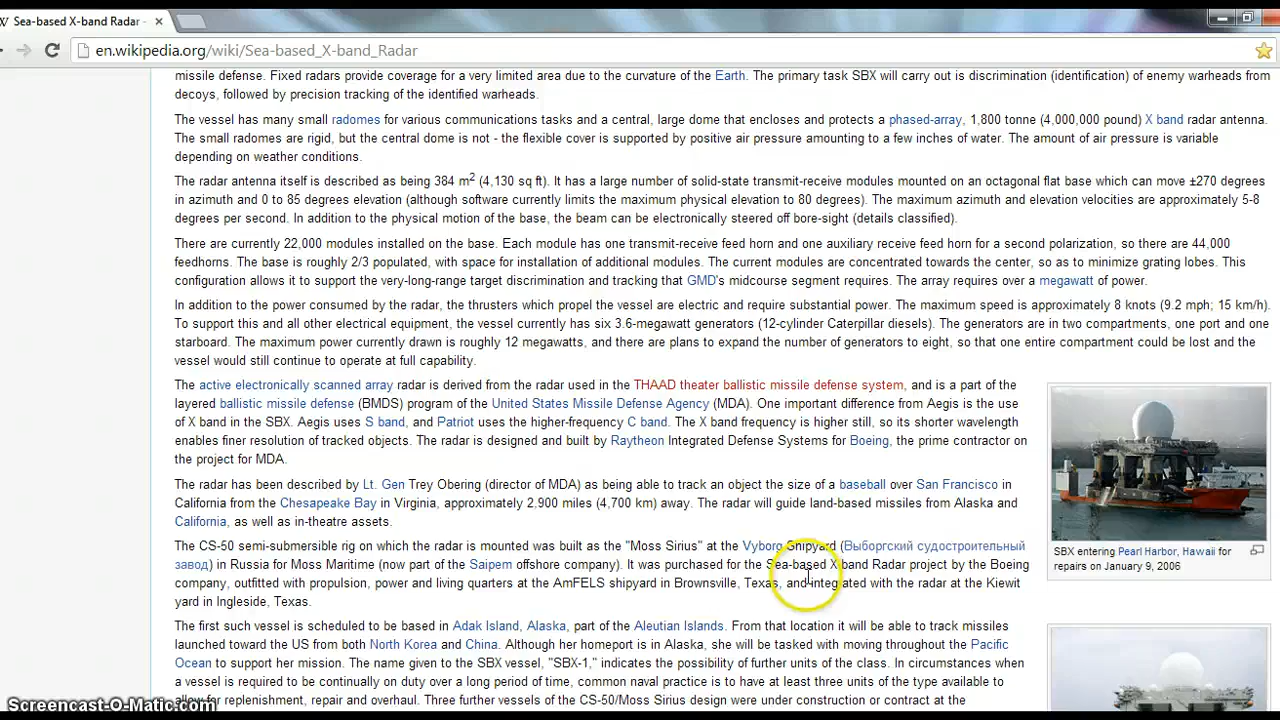 Sea-based X-band Radar -
en.wikipedia.org/wiki/Sea-based_X-band_Radar
missile defense. Fixed radars provide coverage for a very limited area due to the curvature of the Earth. The primary task SBX will carry out is discrimination (identification) of enemy warheads from
decoys, followed by precision tracking of the identified warheads.
The vessel has many small radomes for various communications tasks and a central, large dome that encloses and protects a phased-array, 1,800 tonne (4,000,000 pound) X band radar antenna.
The small radomes are rigid, but the central dome is not - the flexible cover is supported by positive air pressure amounting to a few inches of water. The amount of air pressure is variable
depending on weather conditions.
The radar antenna itself is described as being 384 m² (4,130 sq ft). It has a large number of solid-state transmit-receive modules mounted on an octagonal flat base which can move ±270 degrees
in azimuth and 0 to 85 degrees elevation (although software currently limits the maximum physical elevation to 80 degrees). The maximum azimuth and elevation velocities are approximately 5-8
degrees per second. In addition to the physical motion of the base, the beam can be electronically steered off bore-sight (details classified).
There are currently 22,000 modules installed on the base. Each module has one transmit-receive feed horn and one auxiliary receive feed horn for a second polarization, so there are 44,000
feedhorns. The base is roughly 2/3 populated, with space for installation of additional modules. The current modules are concentrated towards the center, so as to minimize grating lobes. This
configuration allows it to support the very-long-range target discrimination and tracking that GMD's midcourse segment requires. The array requires over a megawatt of power.
In addition to the power consumed by the radar, the thrusters which propel the vessel are electric and require substantial power. The maximum speed is approximately 8 knots (9.2 mph; 15 km/h).
To support this and all other electrical equipment, the vessel currently has six 3.6-megawatt generators (12-cylinder Caterpillar diesels). The generators are in two compartments, one port and one
starboard. The maximum power currently drawn is roughly 12 megawatts, and there are plans to expand the number of generators to eight, so that one entire compartment could be lost and the
vessel would still continue to operate at full capability.
The active electronically scanned array radar is derived from the radar used in the THAAD theater ballistic missile defense system, and is a part of the
layered ballistic missile defense (BMDS) program of the United States Missile Defense Agency (MDA). One important difference from Aegis is the use
of X band in the SBX. Aegis uses S band, and Patriot uses the higher-frequency C band. The X band frequency is higher still, so its shorter wavelength
enables finer resolution of tracked objects. The radar is designed and built by Raytheon Integrated Defense Systems for Boeing, the prime contractor on
the project for MDA.
The radar has been described by Lt. Gen Trey Obering (director of MDA) as being able to track an object the size of a baseball over San Francisco in
California from the Chesapeake Bay in Virginia, approximately 2,900 miles (4,700 km) away. The radar will guide land-based missiles from Alaska and
California, as well as in-theatre assets.
The CS-50 semi-submersible rig on which the radar is mounted was built as the "Moss Sirius" at the Vyborg Shipyard (Выборгский судостроительный
завод) in Russia for Moss Maritime (now part of the Saipem offshore company). It was purchased for the Sea-based X-band Radar project by the Boeing
company, outfitted with propulsion, power and living quarters at the AmFELS shipyard in Brownsville, Texas, and integrated with the radar at the Kiewit
yard in Ingleside, Texas.
The first such vessel is scheduled to be based in Adak Island, Alaska, part of the Aleutian Islands. From that location it will be able to track missiles
launched toward the US from both North Korea and China. Although her homeport is in Alaska, she will be tasked with moving throughout the Pacific
Ocean to support her mission. The name given to the SBX vessel, "SBX-1," indicates the possibility of further units of the class. In circumstances when
a vessel is required to be continually on duty over a long period of time, common naval practice is to have at least three units of the type available to
allow for replenishment, repair and overhaul. Three further vessels of the CS-50/Moss Sirius design were under construction or contract at the
SBX entering Pearl Harbor, Hawaii for
repairs on January 9, 2006
Screencast-O-Matic.com